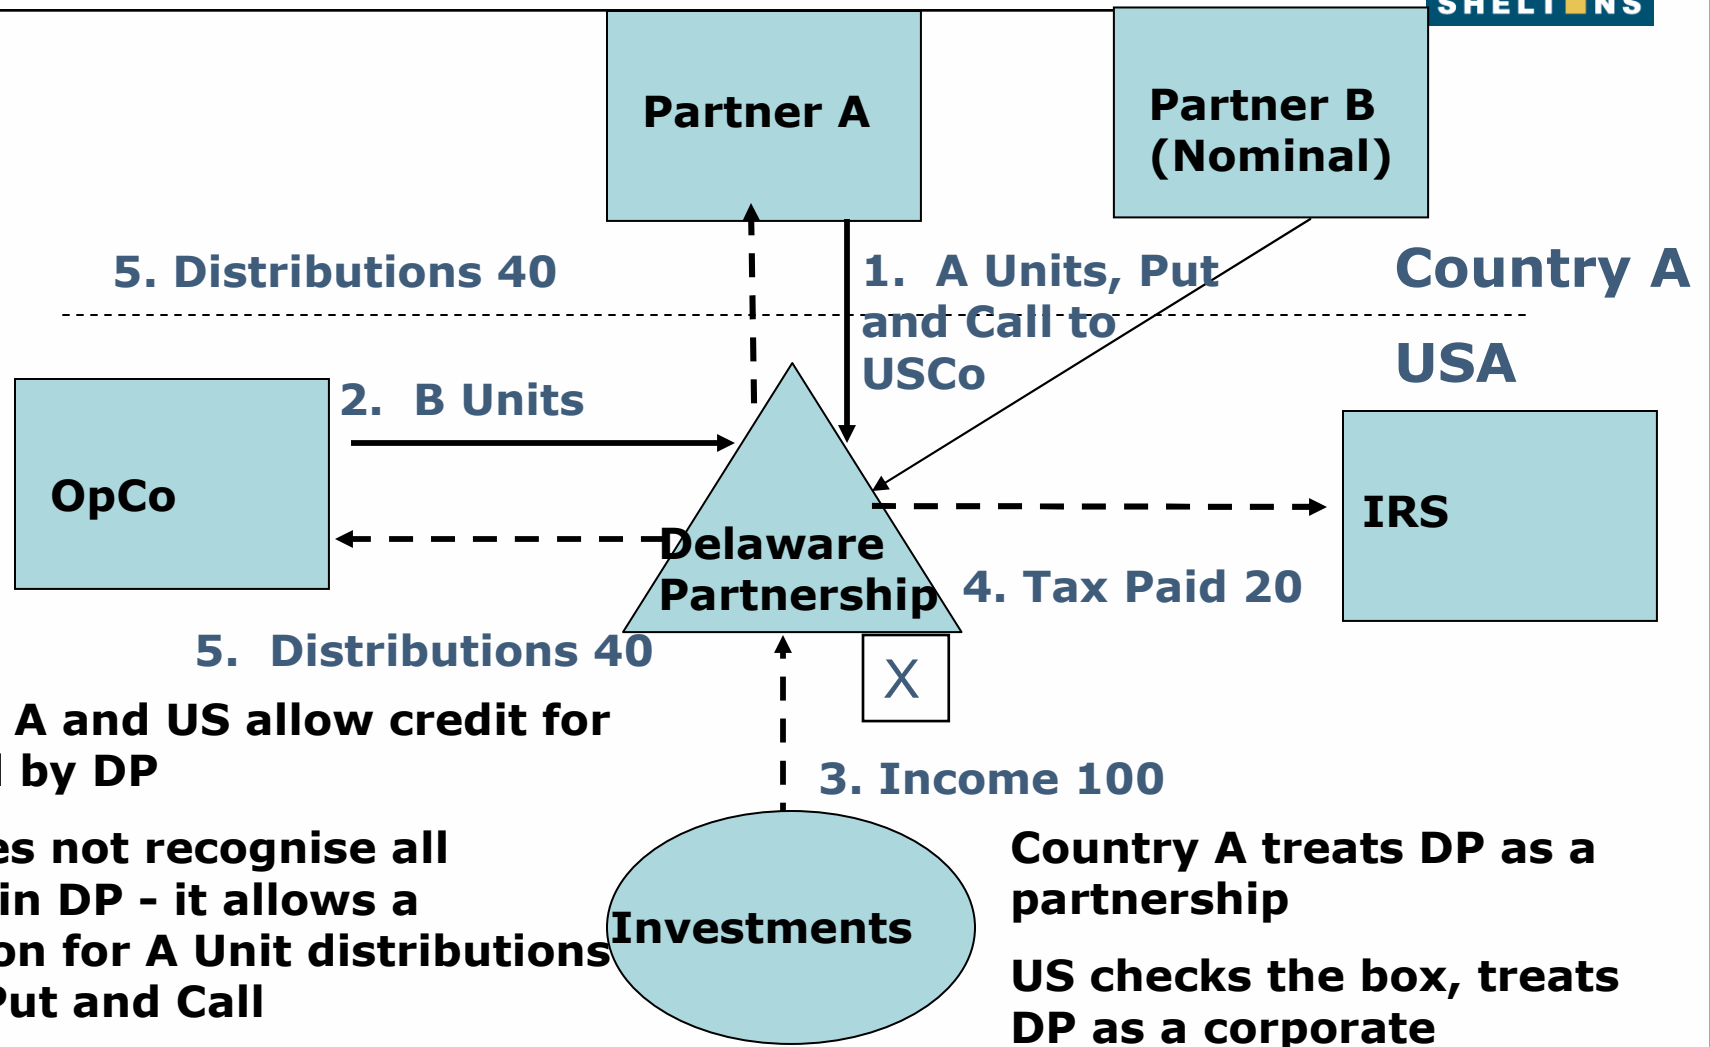 SHELTONS
Partner A
Partner B
(Nominal)
5. Distributions 40
1. A Units, Put
and Call to
USCo
Country A
USA
2. B Units
OpCo
IRS
Delaware
Partnership
4. Tax Paid 20
5. Distributions 40
X
A and US allow credit for
by DP
3. Income 100
not recognise all
in DP - it allows a
for A Unit distributions
Put and Call
Investments
Country A treats DP as a
partnership
US checks the box, treats
DP as a corporate